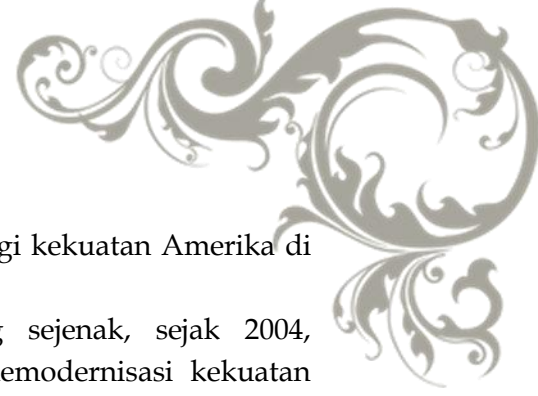 gi kekuatan Amerika di
sejenak, sejak 2004,
emodernisasi kekuatan